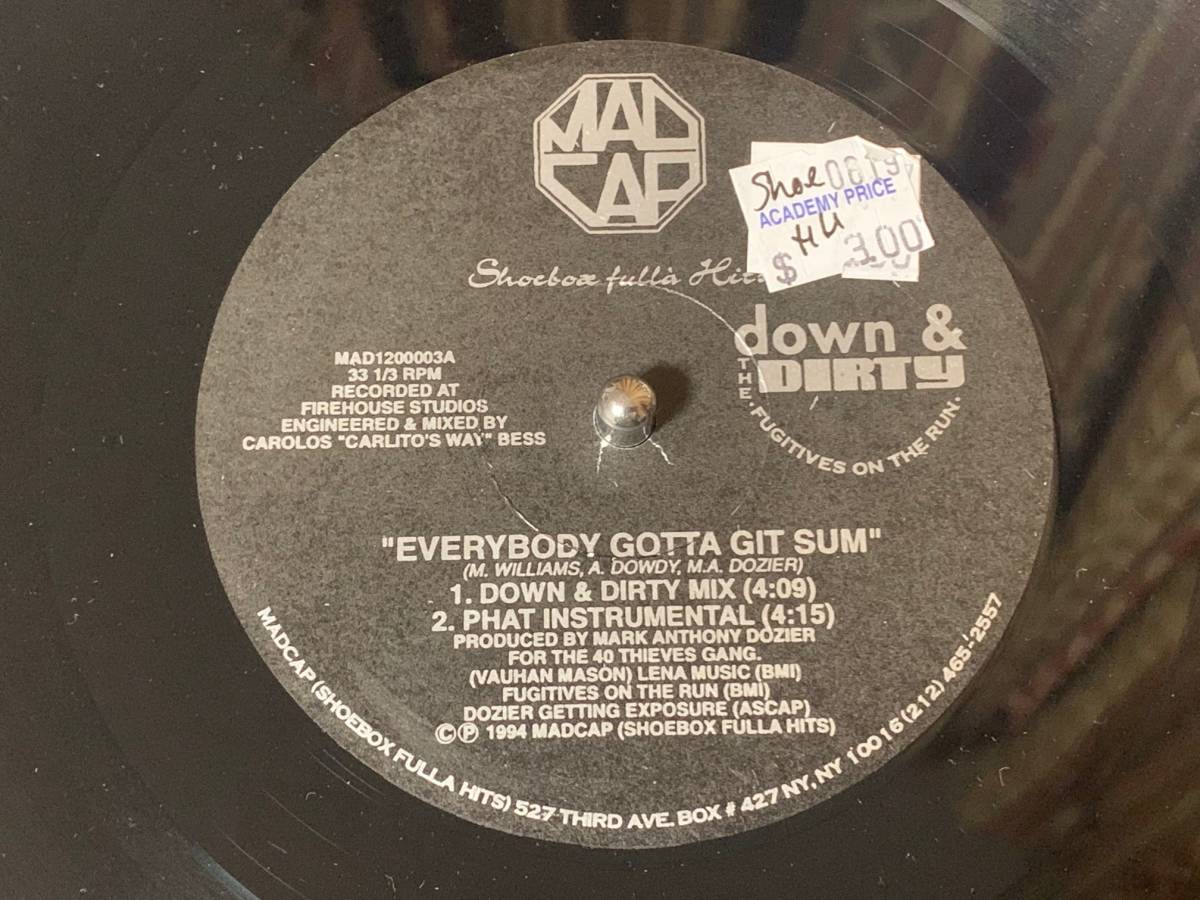 MAD
CAP
Shoebox fulla Hits
Shoe 0619
ACADEMY PRICE
HU
$ 3.00
down &
THE DIRTY
·FUGITIVES ON THE RUN·
MAD1200003A
33 1/3 RPM
RECORDED AT
FIREHOUSE STUDIOS
ENGINEERED & MIXED BY
CAROLOS "CARLITO'S WAY" BESS
"EVERYBODY GOTTA GIT SUM"
(M. WILLIAMS, A. DOWDY, M.A. DOZIER)
1. DOWN & DIRTY MIX (4:09)
2. PHAT INSTRUMENTAL (4:15)
PRODUCED BY MARK ANTHONY DOZIER
FOR THE 40 THIEVES GANG.
(VAUHAN MASON) LENA MUSIC (BMI)
FUGITIVES ON THE RUN (BMI)
DOZIER GETTING EXPOSURE (ASCAP)
©℗ 1994 MADCAP (SHOEBOX FULLA HITS)
MADCAP (SHOEBOX FULLA HITS) 527 THIRD AVE. BOX # 427 NY, NY 10016 (212) 465-2557